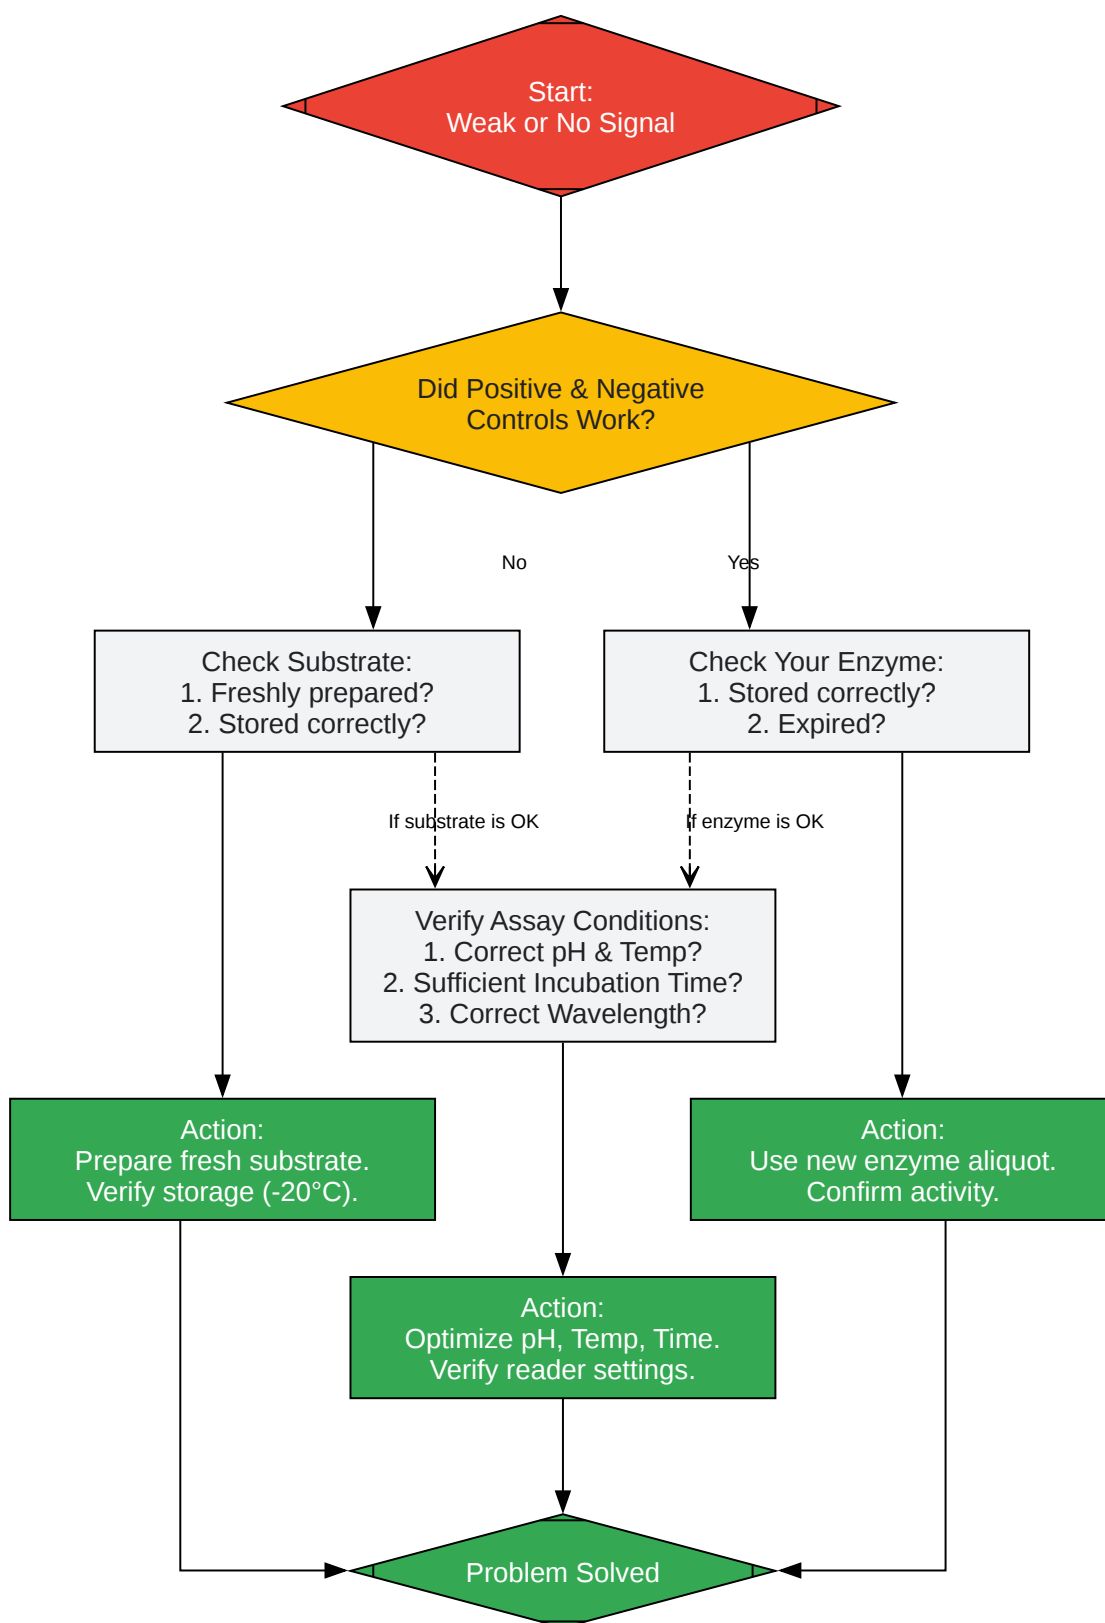 Start:
Weak or No Signal
Did Positive & Negative
Controls Work?
No
Yes
Check Substrate:
1. Freshly prepared?
2. Stored correctly?
Check Your Enzyme:
1. Stored correctly?
2. Expired?
If substrate is OK
If enzyme is OK
Verify Assay Conditions:
1. Correct pH & Temp?
2. Sufficient Incubation Time?
3. Correct Wavelength?
Action:
Prepare fresh substrate.
Verify storage (-20°C).
Action:
Use new enzyme aliquot.
Confirm activity.
Action:
Optimize pH, Temp, Time.
Verify reader settings.
Problem Solved